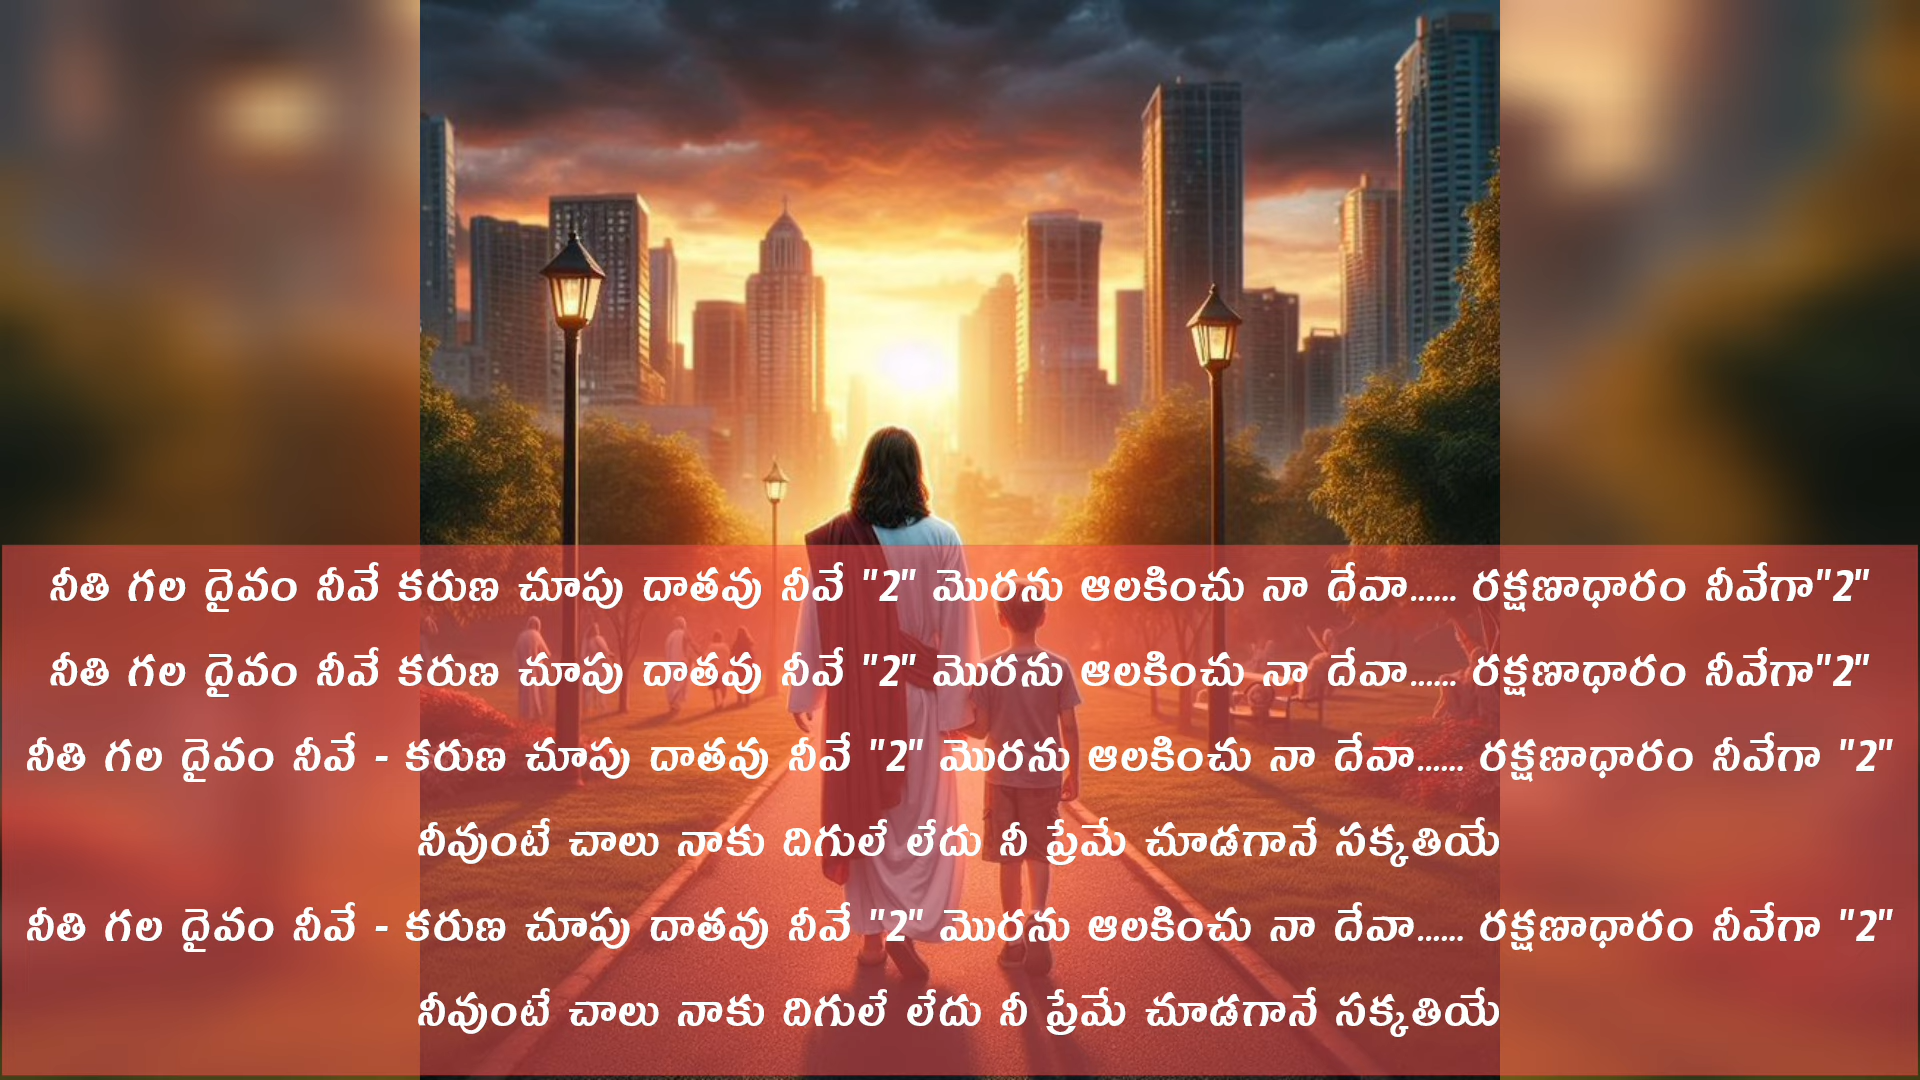 నీతి గల దైవం నీవే కరుణ చూపు దాతవు నీవే "2" మొరను ఆలకించు నా దేవా...... రక్షణాధారం నీవేగా"2"
నీతి గల దైవం నీవే కరుణ చూపు దాతవు నీవే "2" మొరను ఆలకించు నా దేవా...... రక్షణాధారం నీవేగా"2"
నీతి గల దైవం నీవే - కరుణ చూపు దాతవు నీవే "2" మొరను ఆలకించు నా దేవా...... రక్షణాధారం నీవేగా "2"
నీవుంటే చాలు నాకు దిగులే లేదు నీ ప్రేమే చూడగానే సక్కతియే
నీతి గల దైవం నీవే - కరుణ చూపు దాతవు నీవే "2" మొరను ఆలకించు నా దేవా...... రక్షణాధారం నీవేగా "2"
నీవుంటే చాలు నాకు దిగులే లేదు నీ ప్రేమే చూడగానే సక్కతియే